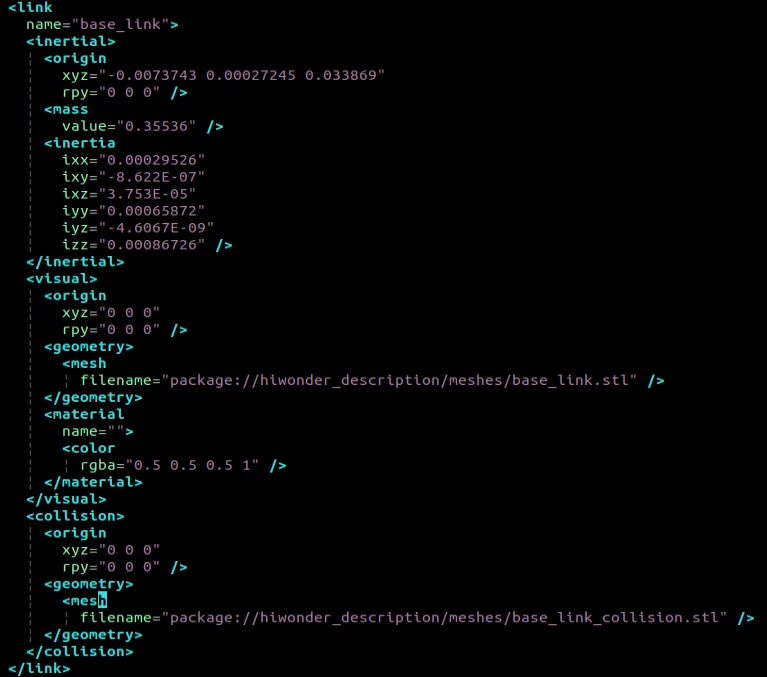 <link
name="base_link">
<inertial>
<origin
xyz="-0.0073743 0.00027245 0.033869"
rpy="0 0 0" />
<mass
value="0.35536" />
<inertia
ixx="0.00029526"
ixy="-8.622E-07"
ixz="3.753E-05"
iyy="0.00065872"
iyz="-4.6067E-09"
izz="0.00086726" />
</inertial>
<visual>
<origin
xyz="0 0 0"
rpy="0 0 0" />
<geometry>
<mesh
filename="package://hiwonder_description/meshes/base_link.stl" />
</geometry>
<material
name="">
<color
rgba="0.5 0.5 0.5 1" />
</material>
</visual>
<collision>
<origin
xyz="0 0 0"
rpy="0 0 0" />
<geometry>
<mesh
filename="package://hiwonder_description/meshes/base_link_collision.stl" />
</geometry>
</collision>
</link>